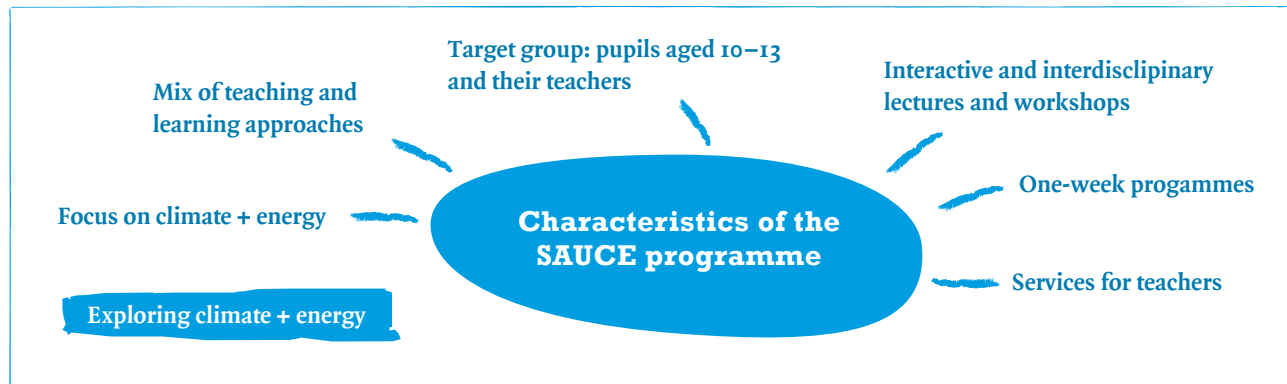 Target group: pupils aged 10–13
and their teachers
Interactive and interdisclipinary
lectures and workshops
Mix of teaching and
learning approaches
One-week progammes
Focus on climate + energy
Characteristics of the
SAUCE programme
Services for teachers
Exploring climate + energy